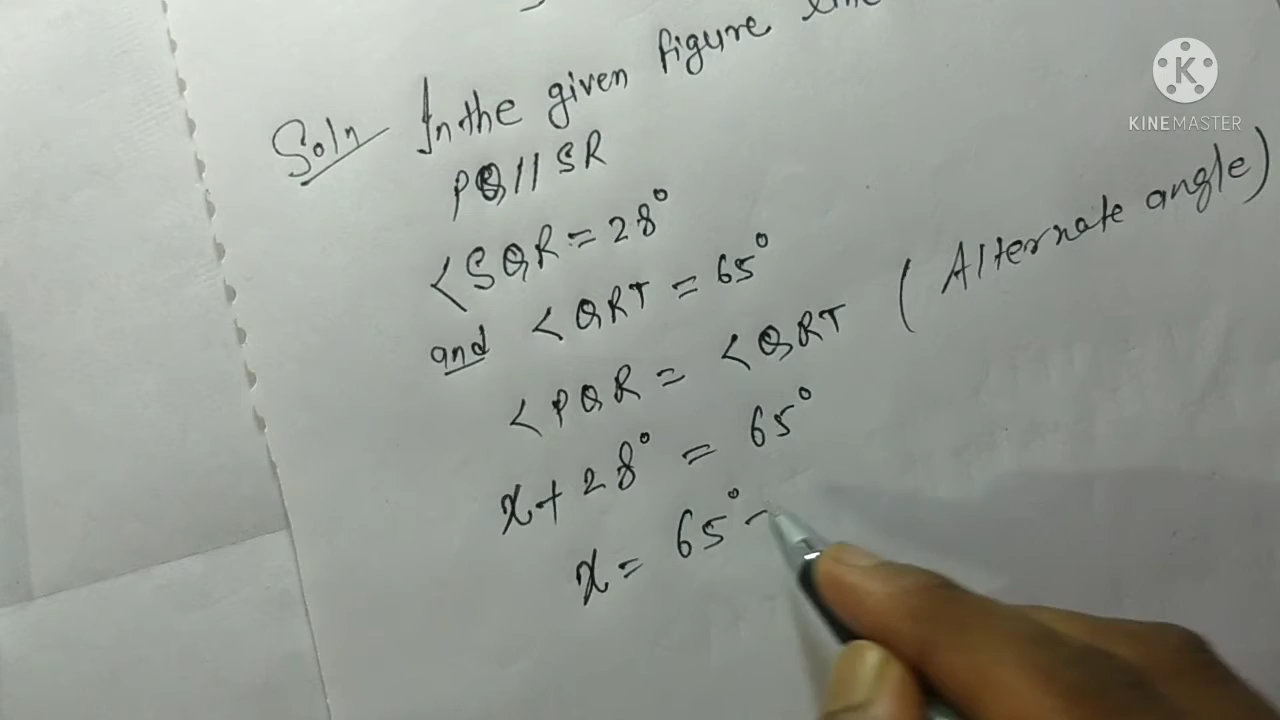 Soln In the given figure
PQ // SR
<SQR = 28°
and <QRT = 65°
<PQR = <QRT (Alternate angle)
x + 28° = 65°
x = 65° -
K
KINEMASTER